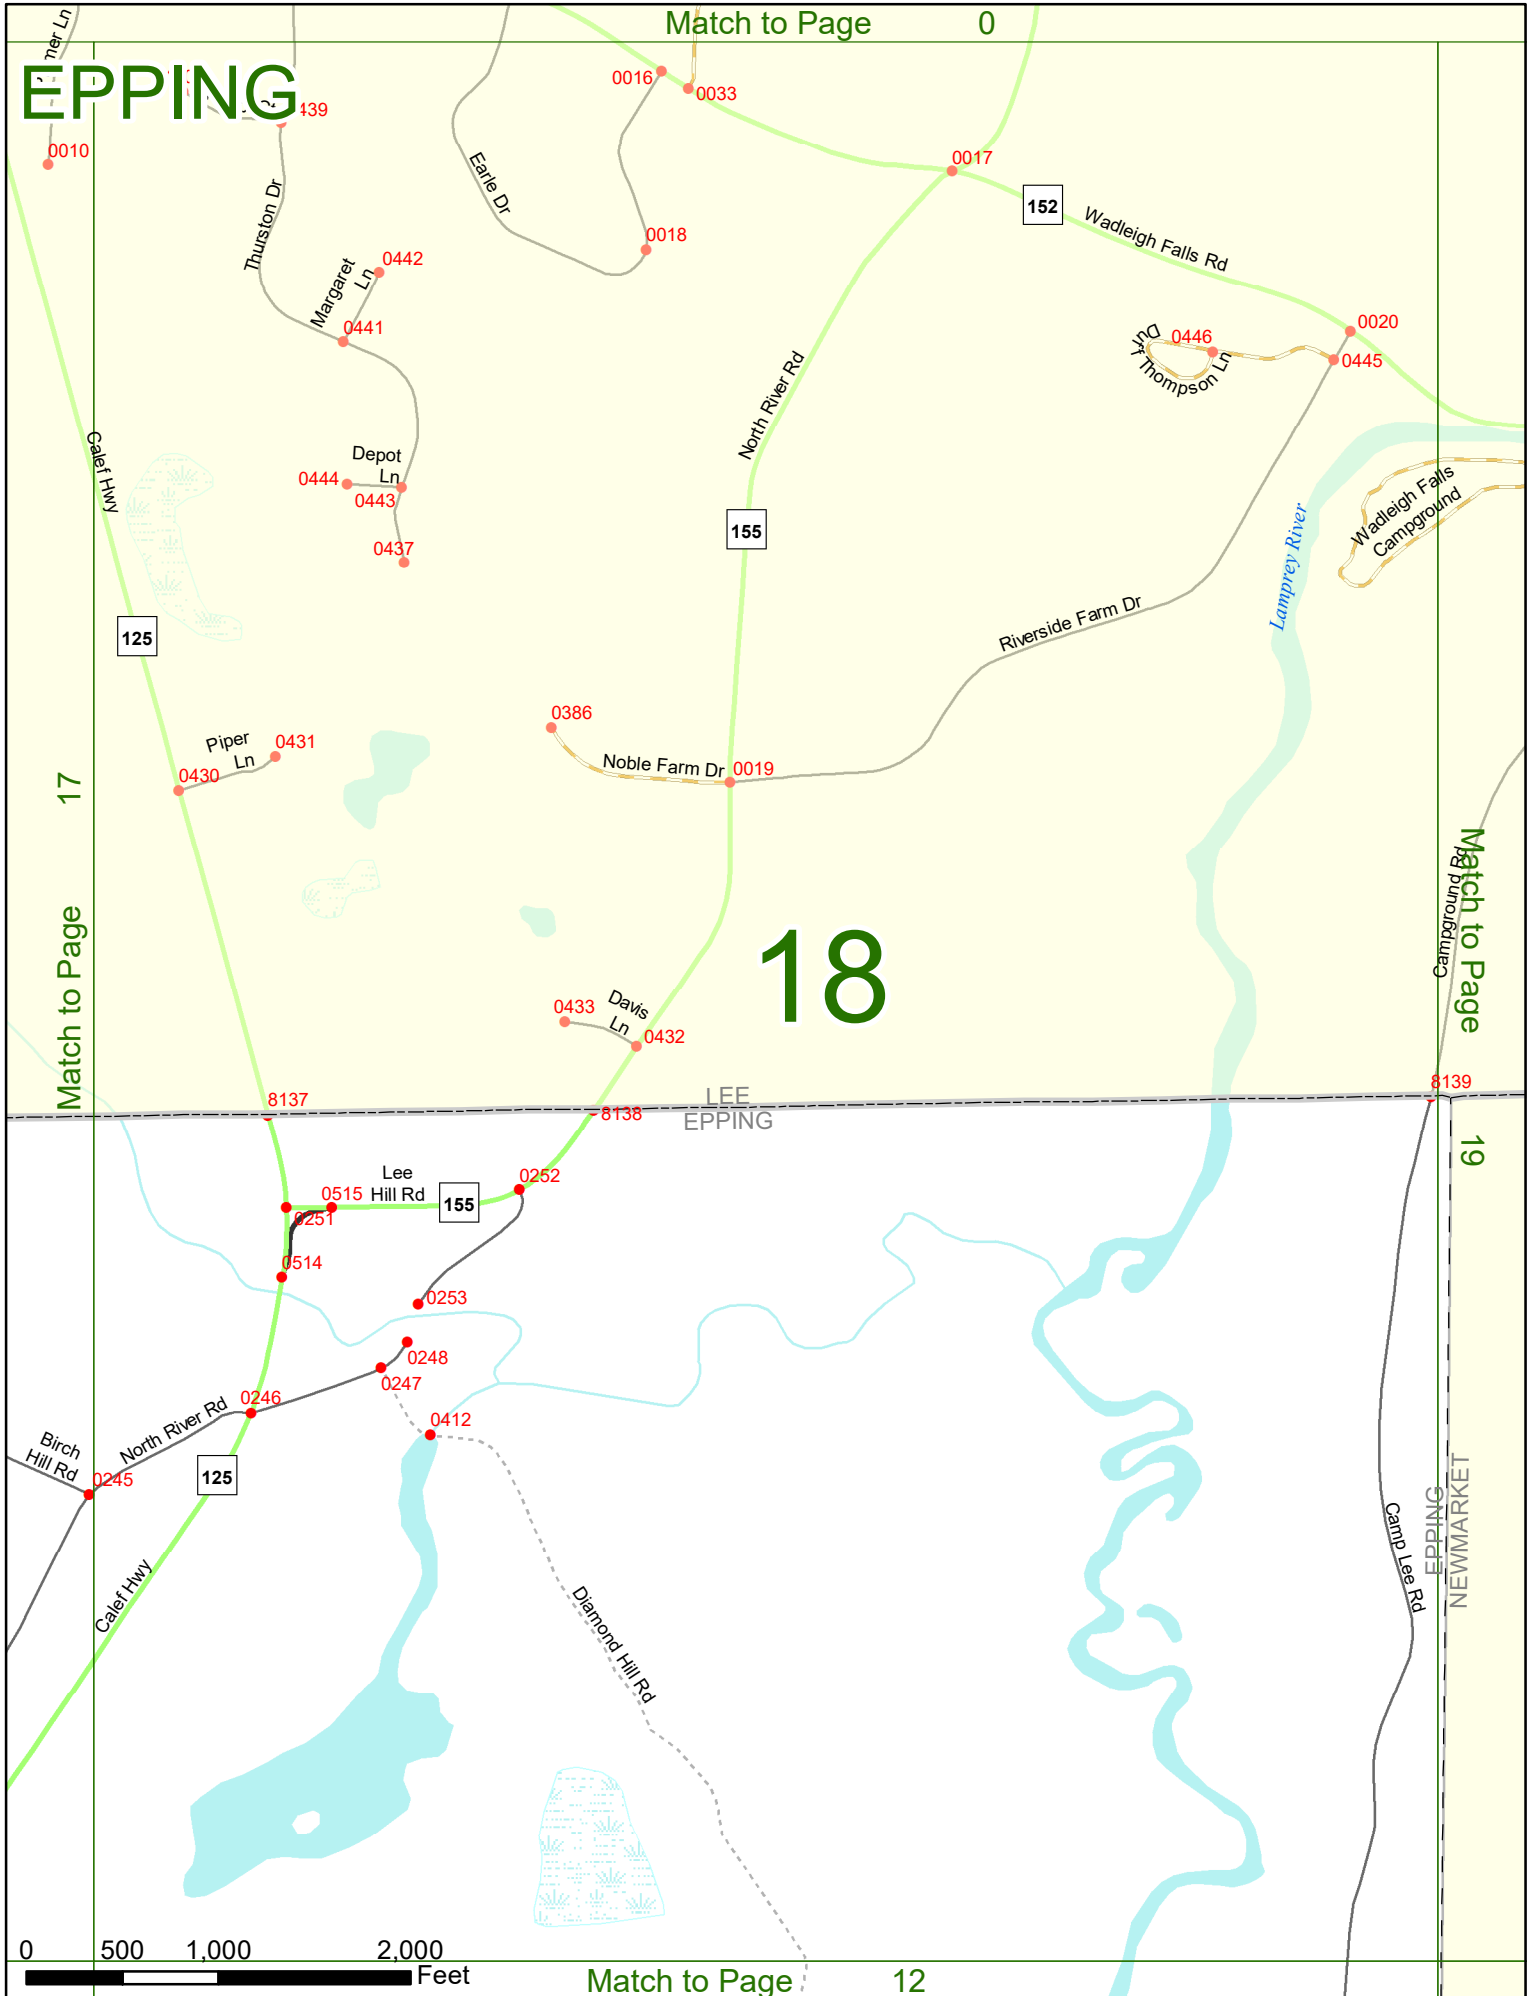 Match to Page 0
EPPING
0016
0033
439
0010
0017
152
Wadleigh Falls Rd
Earle Dr
Thurston Dr
0018
0442
Margaret
Ln
0441
0020
0446
0445
Durf Thompson Ln
North River Rd
Calef Hwy
Depot
Ln
0444
0443
0437
155
Wadleigh Falls
Campground
Lamprey River
125
Riverside Farm Dr
0386
Piper
Ln
0431
0430
Noble Farm Dr
0019
Match to Page 17
Campground Rd
Match to Page 19
18
0433
Davis
Ln
0432
8137
8138
LEE
EPPING
8139
Lee
Hill Rd
0515
155
0252
0251
0514
0253
0248
0247
0246
North River Rd
0412
Birch
Hill Rd
0245
125
Calef Hwy
Diamond Hill Rd
Camp Lee Rd
EPPING
NEWMARKET
0 500 1,000 2,000
Feet
Match to Page 12